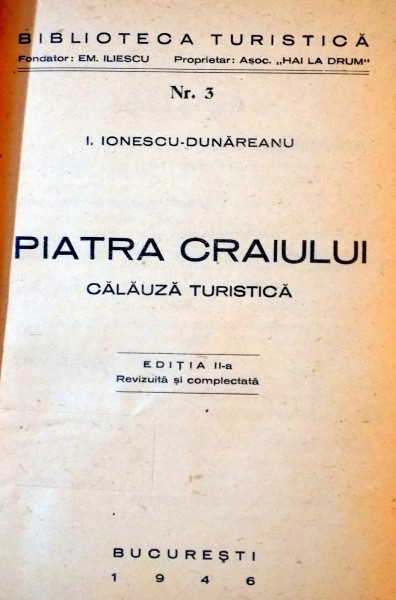 BIBLIOTECA TURISTICĂ
Fondator: EM. ILIESCU Proprietar: Asoc. „HAI LA DRUM“
Nr. 3
I. IONESCU-DUNĂREANU
PIATRA CRAIULUI
CĂLĂUZĂ TURISTICĂ
EDIȚIA II-a
Revizuită și complectată
BUCUREȘTI
1946